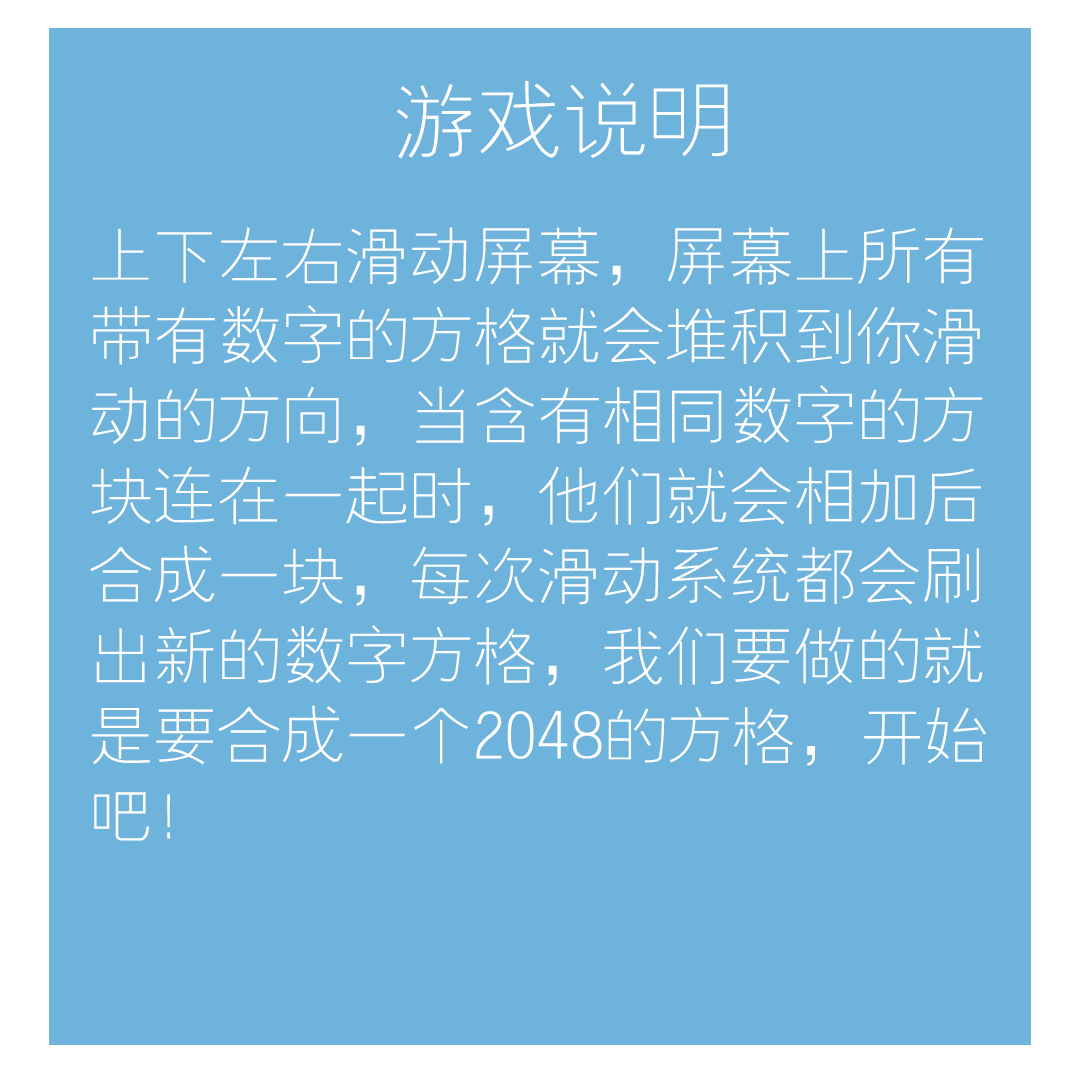 游戏说明
上下左右滑动屏幕，屏幕上所有
带有数字的方格就会堆积到你滑
动的方向，当含有相同数字的方
块连在一起时，他们就会相加后
合成一块，每次滑动系统都会刷
出新的数字方格，我们要做的就
是要合成一个2048的方格，开始
吧！